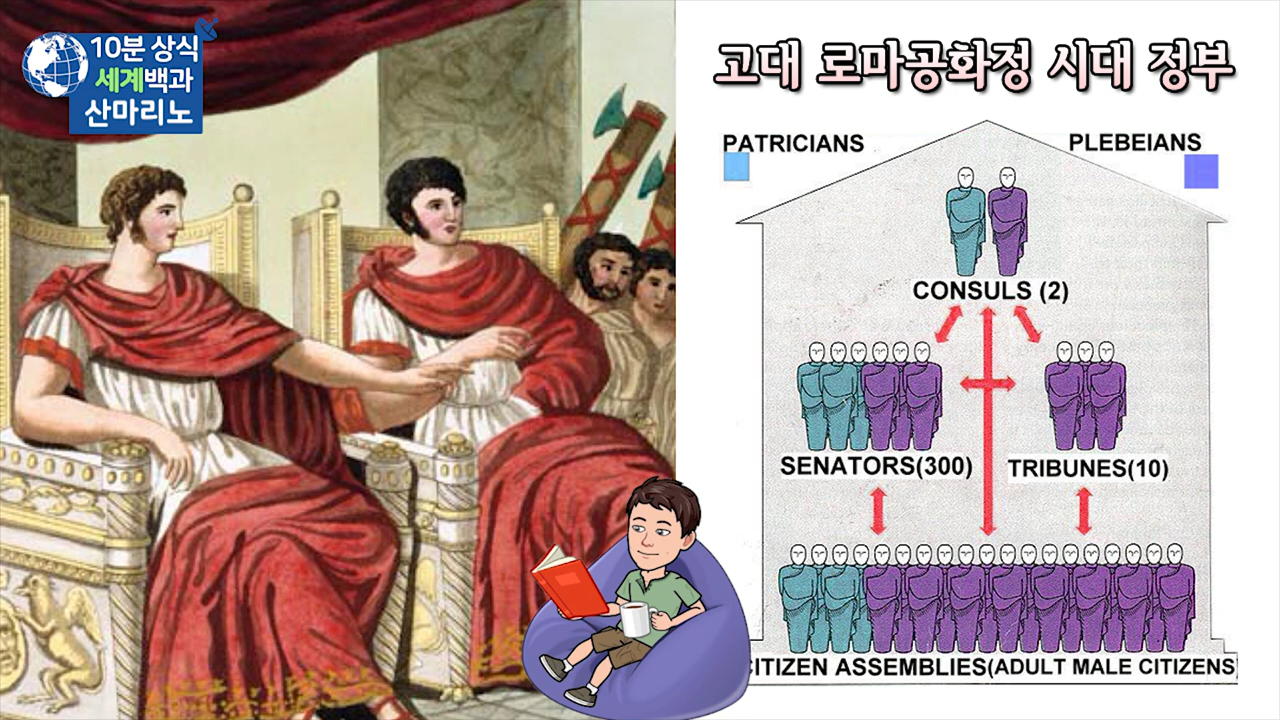 10분 상식
세계백과
산마리노
고대 로마공화정 시대 정부
PATRICIANS
PLEBEIANS
CONSULS (2)
SENATORS(300)
TRIBUNES(10)
CITIZEN ASSEMBLIES(ADULT MALE CITIZENS)